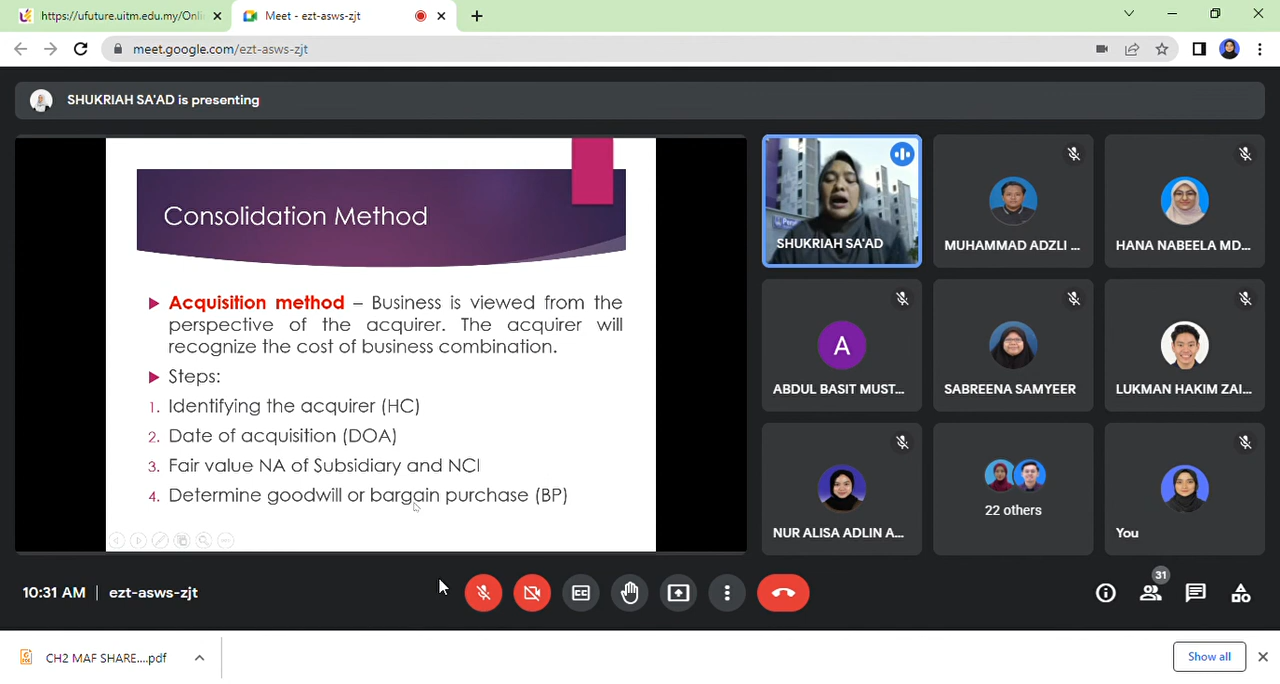 https://ufuture.uitm.edu.my/Onli
Meet - ezt-asws-zjt
meet.google.com/ezt-asws-zjt
SHUKRIAH SA'AD is presenting
Consolidation Method
Acquisition method – Business is viewed from the
perspective of the acquirer. The acquirer will
recognize the cost of business combination.
Steps:
1. Identifying the acquirer (HC)
2. Date of acquisition (DOA)
3. Fair value NA of Subsidiary and NCI
4. Determine goodwill or bargain purchase (BP)
SHUKRIAH SA'AD
MUHAMMAD ADZLI ...
HANA NABEELA MD...
A
ABDUL BASIT MUST...
SABREENA SAMYEER
LUKMAN HAKIM ZAI...
NUR ALISA ADLIN A...
22 others
You
10:31 AM | ezt-asws-zjt
31
CH2 MAF SHARE....pdf
Show all